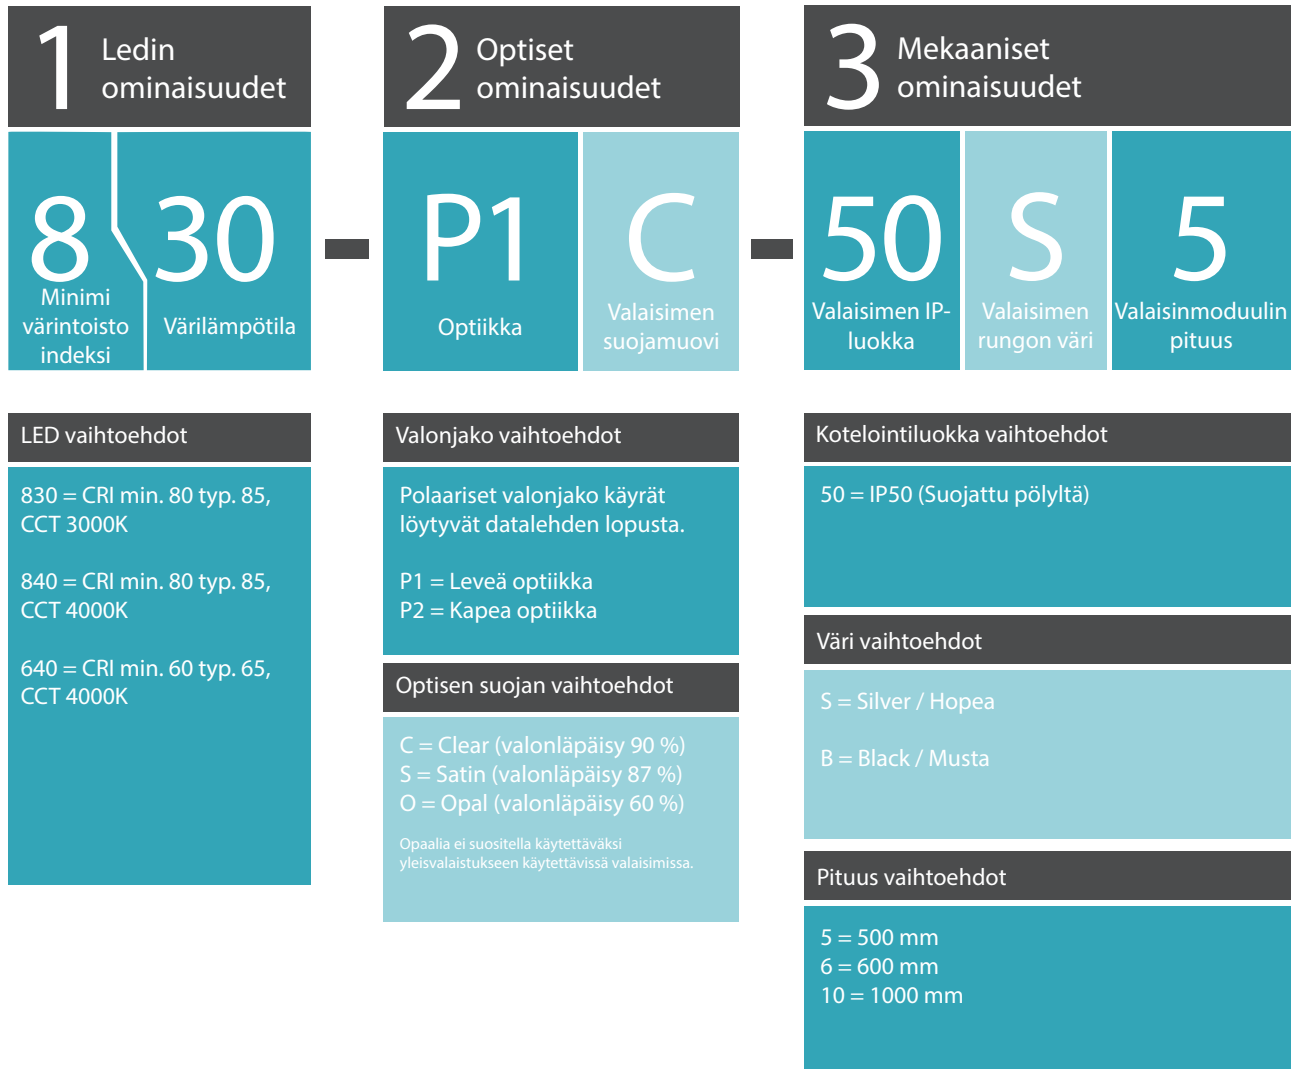 1 Ledin
ominaisuudet
8
Minimi
värintoisto
indeksi
30
Värilämpötila
-
2 Optiset
ominaisuudet
P1
Optiikka
C
Valaisimen
suojamuovi
-
3 Mekaaniset
ominaisuudet
50
Valaisimen IP-
luokka
S
Valaisimen
rungon väri
5
Valaisinmoduulin
pituus
LED vaihtoehdot
830 = CRI min. 80 typ. 85,
CCT 3000K
840 = CRI min. 80 typ. 85,
CCT 4000K
640 = CRI min. 60 typ. 65,
CCT 4000K
Valonjako vaihtoehdot
Polaariset valonjako käyrät
löytyvät datalehden lopusta.
P1 = Leveä optiikka
P2 = Kapea optiikka
Optisen suojan vaihtoehdot
C = Clear (valonläpäisy 90 %)
S = Satin (valonläpäisy 87 %)
O = Opal (valonläpäisy 60 %)
Opaalia ei suositella käytettäväksi
yleisvalaistukseen käytettävissä valaisimissa.
Kotelointiluokka vaihtoehdot
50 = IP50 (Suojattu pölyltä)
Väri vaihtoehdot
S = Silver / Hopea
B = Black / Musta
Pituus vaihtoehdot
5 = 500 mm
6 = 600 mm
10 = 1000 mm